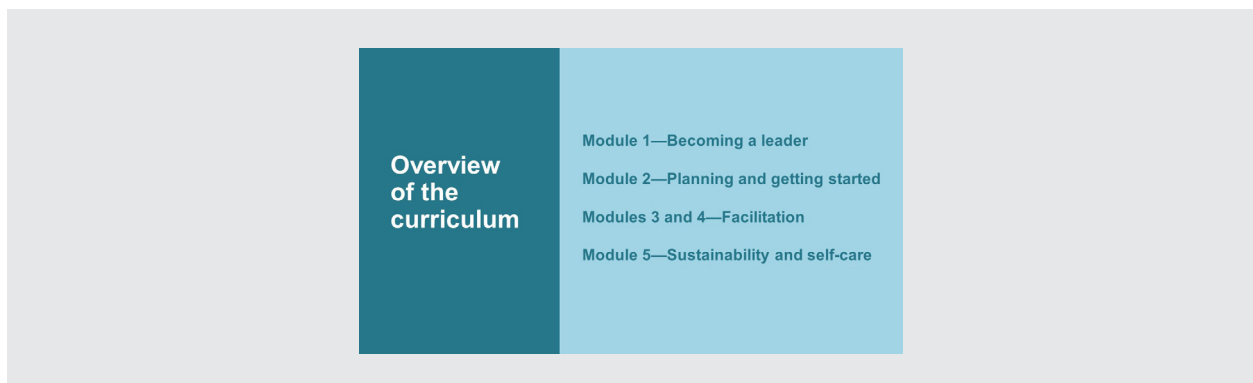 Overview
of the
curriculum
Module 1—Becoming a leader
Module 2—Planning and getting started
Modules 3 and 4—Facilitation
Module 5—Sustainability and self-care